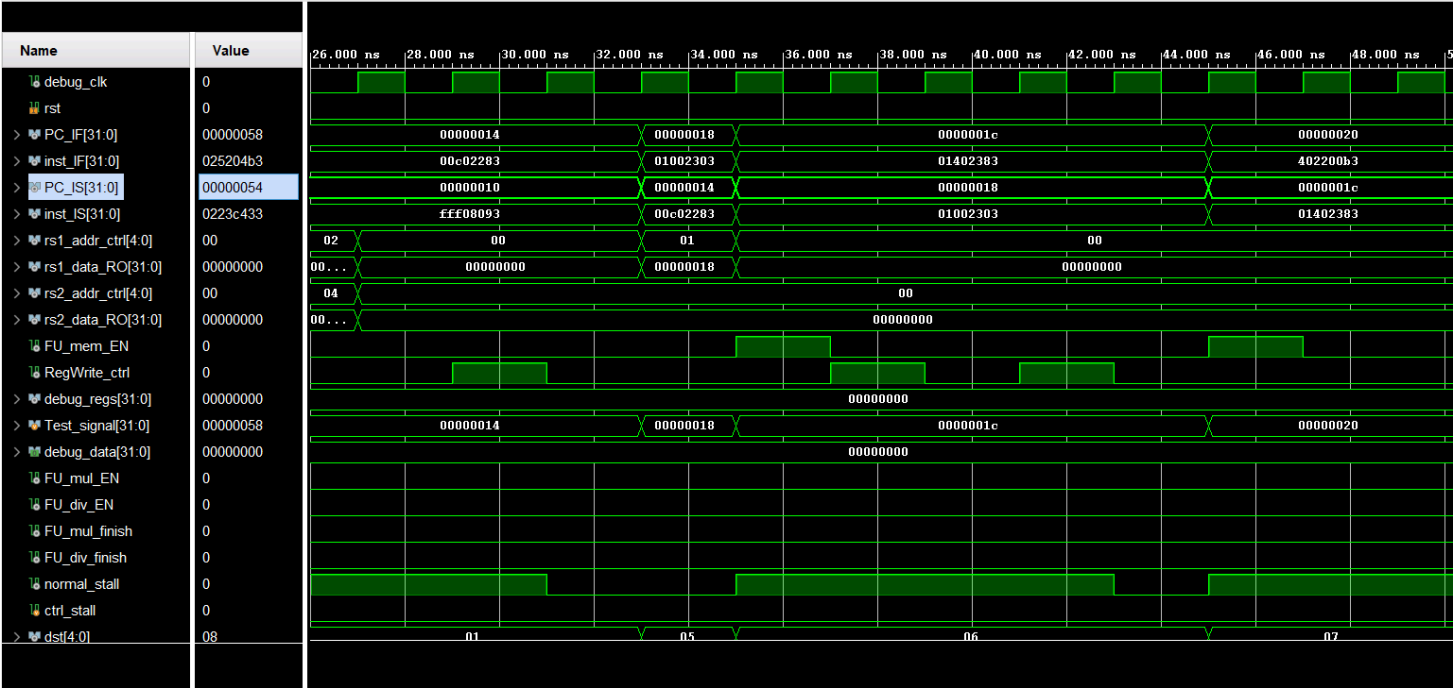 Name Value
26.000 ns 28.000 ns 30.000 ns 32.000 ns 34.000 ns 36.000 ns 38.000 ns 40.000 ns 42.000 ns 44.000 ns 46.000 ns 48.000 ns
debug_clk 0
rst 0
PC_IF[31:0] 00000058 00000014 00000018 0000001c 00000020
inst_IF[31:0] 025204b3 00c02283 01002303 01402383 402200b3
PC_IS[31:0] 00000054 00000010 00000014 00000018 0000001c
inst_IS[31:0] 0223c433 fff08093 00c02283 01002303 01402383
rs1_addr_ctrl[4:0] 00 02 00 01 00
rs1_data_RO[31:0] 00000000 00... 00000000 00000018 00000000
rs2_addr_ctrl[4:0] 00 04 00
rs2_data_RO[31:0] 00000000 00... 00000000
FU_mem_EN 0
RegWrite_ctrl 0
debug_regs[31:0] 00000000 00000000
Test_signal[31:0] 00000058 00000014 00000018 0000001c 00000020
debug_data[31:0] 00000000 00000000
FU_mul_EN 0
FU_div_EN 0
FU_mul_finish 0
FU_div_finish 0
normal_stall 0
ctrl_stall 0
dst[4:0] 08 01 05 06 07